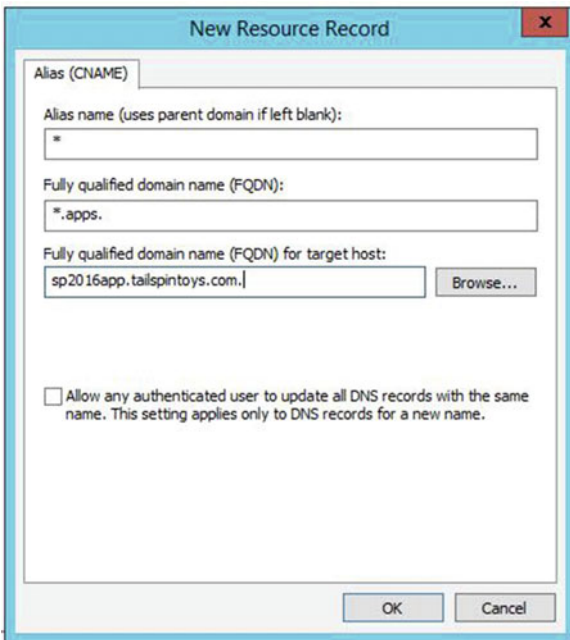 New Resource Record
x
Alias (CNAME)
Alias name (uses parent domain if left blank):
*
Fully qualified domain name (FQDN):
*.apps.
Fully qualified domain name (FQDN) for target host:
sp2016app.tailspintoys.com.
Browse...
Allow any authenticated user to update all DNS records with the same
name. This setting applies only to DNS records for a new name.
OK
Cancel